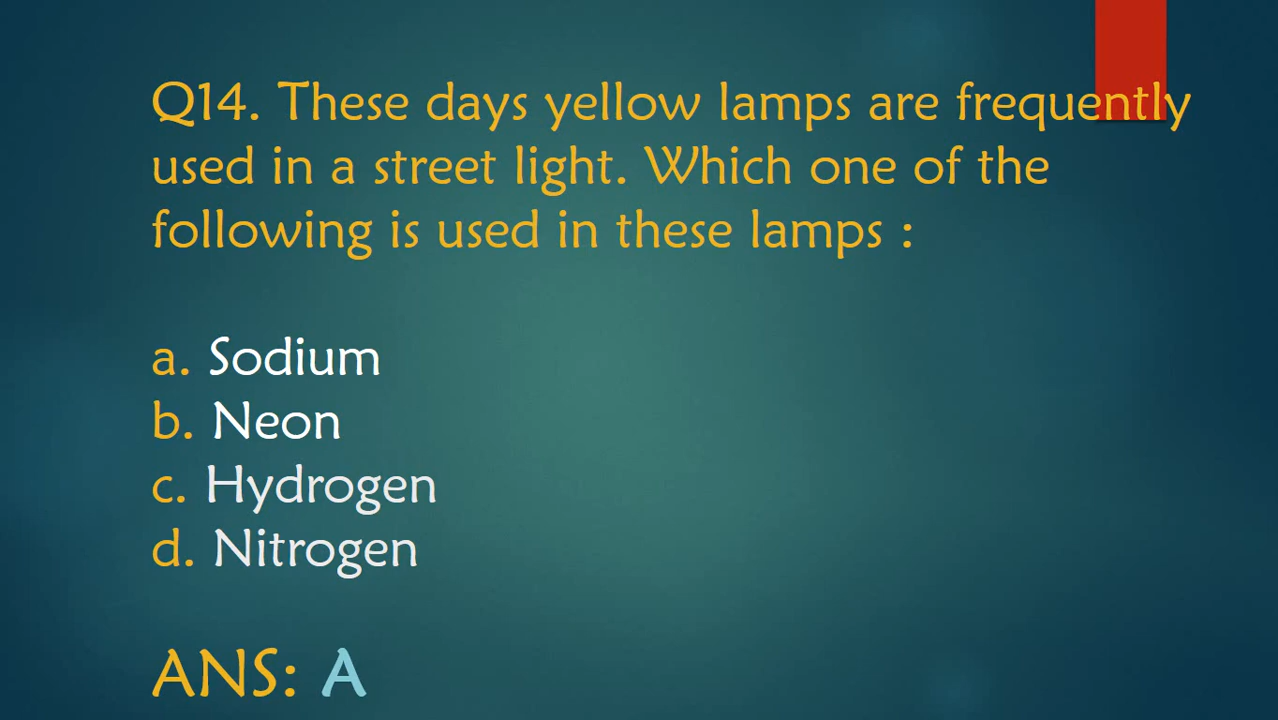 Q14. These days yellow lamps are frequently
used in a street light. Which one of the
following is used in these lamps :
a. Sodium
b. Neon
c. Hydrogen
d. Nitrogen
ANS: A